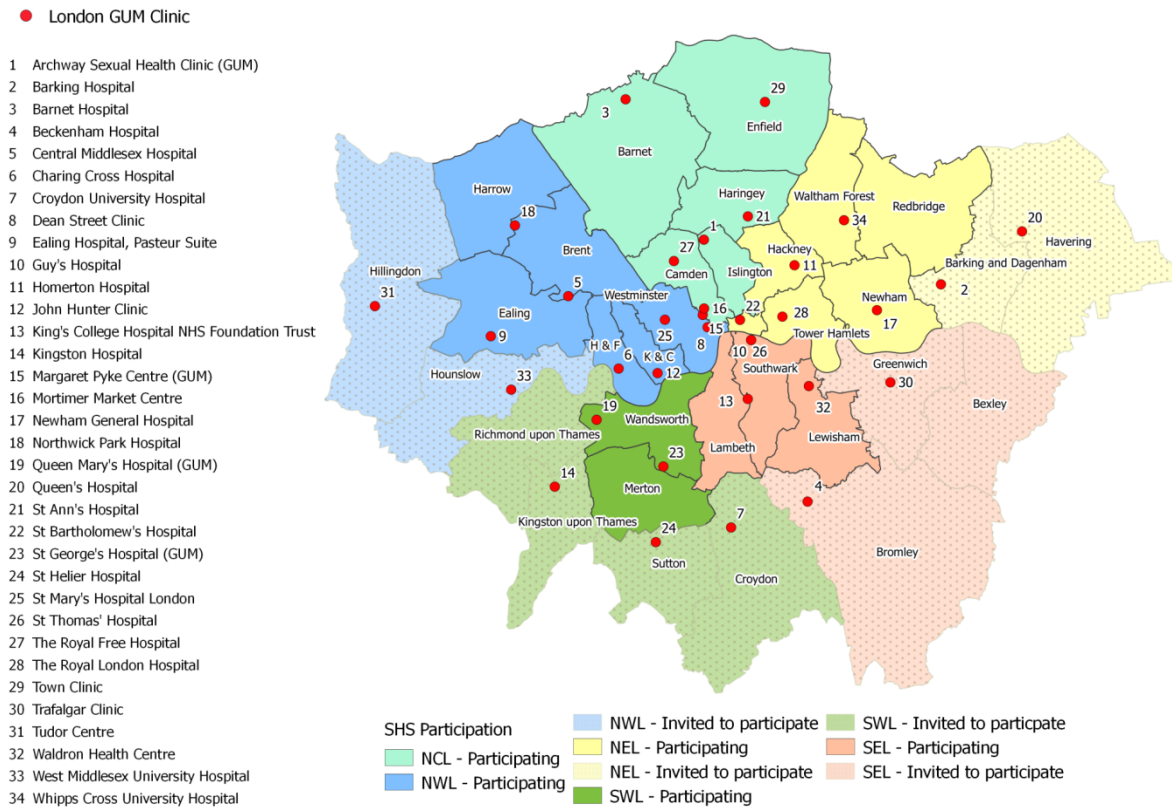 London GUM Clinic
1 Archway Sexual Health Clinic (GUM)
2 Barking Hospital
3 Barnet Hospital
4 Beckenham Hospital
5 Central Middlesex Hospital
6 Charing Cross Hospital
7 Croydon University Hospital
8 Dean Street Clinic
9 Ealing Hospital, Pasteur Suite
10 Guy's Hospital
11 Homerton Hospital
12 John Hunter Clinic
13 King's College Hospital NHS Foundation Trust
14 Kingston Hospital
15 Margaret Pyke Centre (GUM)
16 Mortimer Market Centre
17 Newham General Hospital
18 Northwick Park Hospital
19 Queen Mary's Hospital (GUM)
20 Queen's Hospital
21 St Ann's Hospital
22 St Bartholomew's Hospital
23 St George's Hospital (GUM)
24 St Helier Hospital
25 St Mary's Hospital London
26 St Thomas' Hospital
27 The Royal Free Hospital
28 The Royal London Hospital
29 Town Clinic
30 Trafalgar Clinic
31 Tudor Centre
32 Waldron Health Centre
33 West Middlesex University Hospital
34 Whipps Cross University Hospital
29
3
Enfield
Barnet
Harrow
Haringey
Waltham Forest
Redbridge
18
21
34
20
1
Havering
Brent
27
Hackney
Hillingdon
Camden
Islington
11
Barking and Dagenham
31
5
Westminster
Newham
2
Ealing
16
22
28
17
9
25
15
Tower Hamlets
H & F
8
6
K & C
10
26
Hounslow
12
Southwark
Greenwich
33
30
13
32
Bexley
19
Wandsworth
Richmond upon Thames
Lewisham
Lambeth
23
14
Merton
4
Kingston upon Thames
7
24
Sutton
Croydon
Bromley
SHS Participation
NCL - Participating
NWL - Participating
NWL - Invited to participate
NEL - Participating
NEL - Invited to participate
SWL - Participating
SWL - Invited to partcipate
SEL - Participating
SEL - Invited to participate